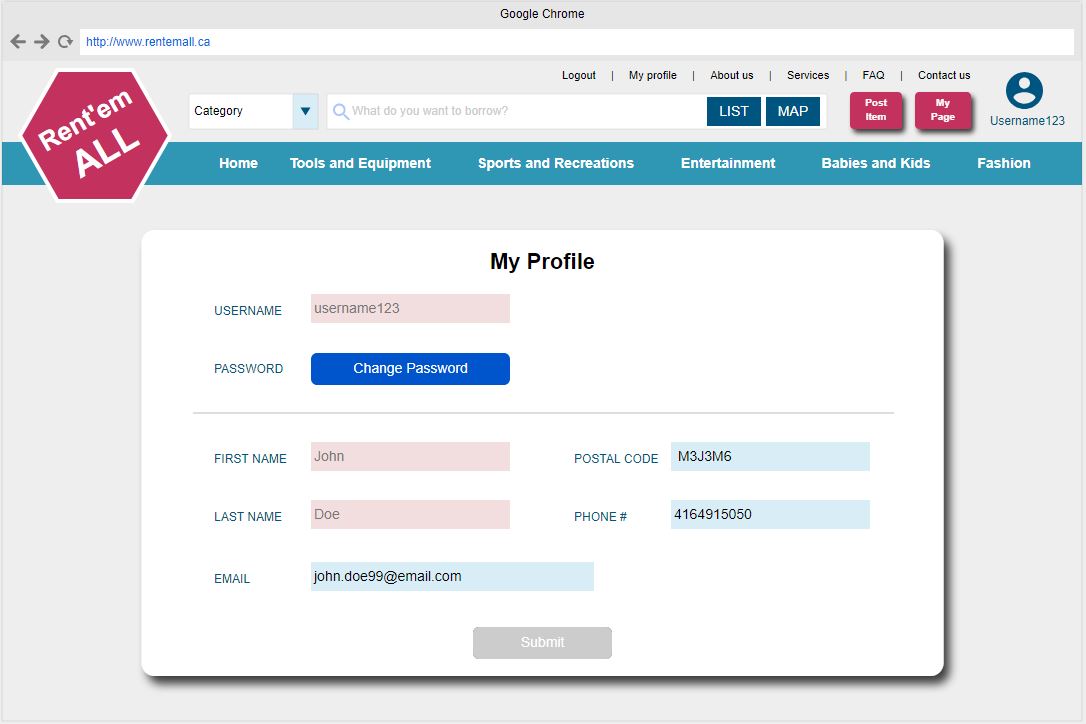 Google Chrome
http://www.rentemall.ca
Logout | My profile | About us | Services | FAQ | Contact us
Rent'em
ALL
Category
What do you want to borrow?
LIST
MAP
Post
Item
My
Page
Username123
Home Tools and Equipment Sports and Recreations Entertainment Babies and Kids Fashion
My Profile
USERNAME username123
PASSWORD Change Password
FIRST NAME John POSTAL CODE M3J3M6
LAST NAME Doe PHONE # 4164915050
EMAIL john.doe99@email.com
Submit